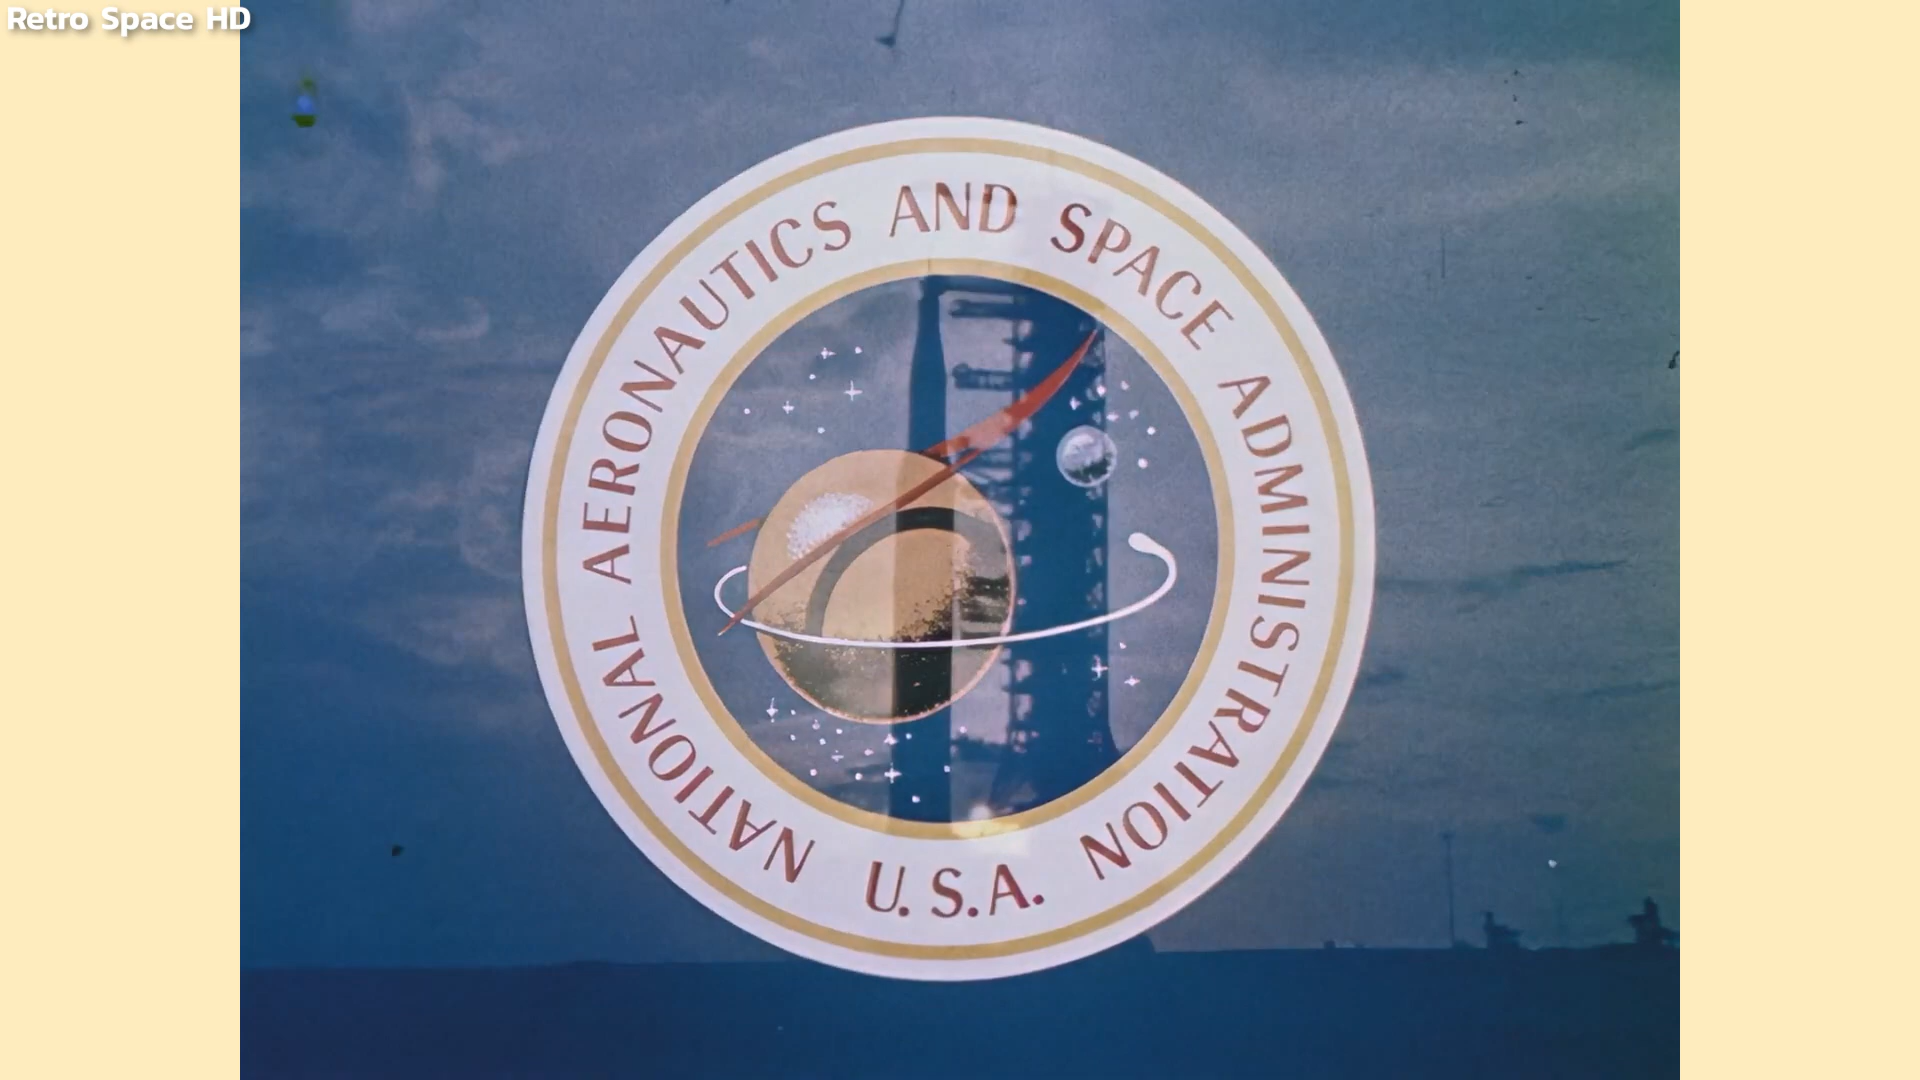 Retro Space HD
NATIONAL AERONAUTICS AND SPACE ADMINISTRATION
U.S.A.